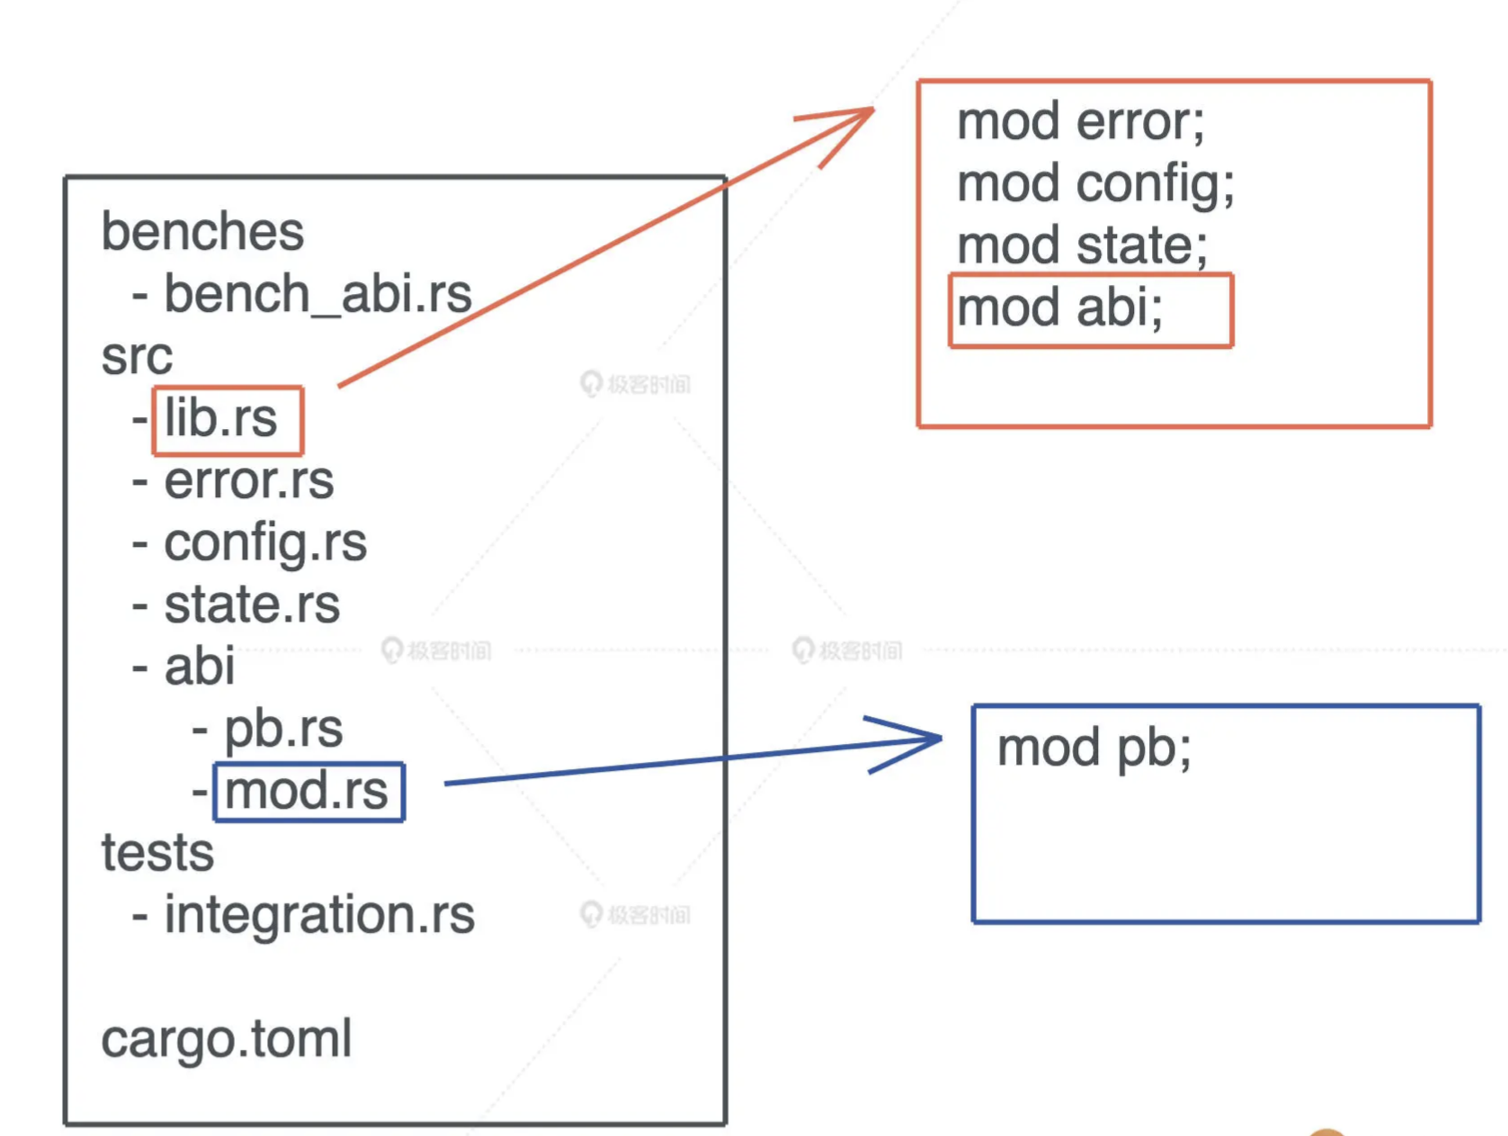 benches
- bench_abi.rs
src
- lib.rs
- error.rs
- config.rs
- state.rs
- abi
- pb.rs
- mod.rs
tests
- integration.rs
cargo.toml
mod error;
mod config;
mod state;
mod abi;
mod pb;
极客时间
极客时间
极客时间
极客时间